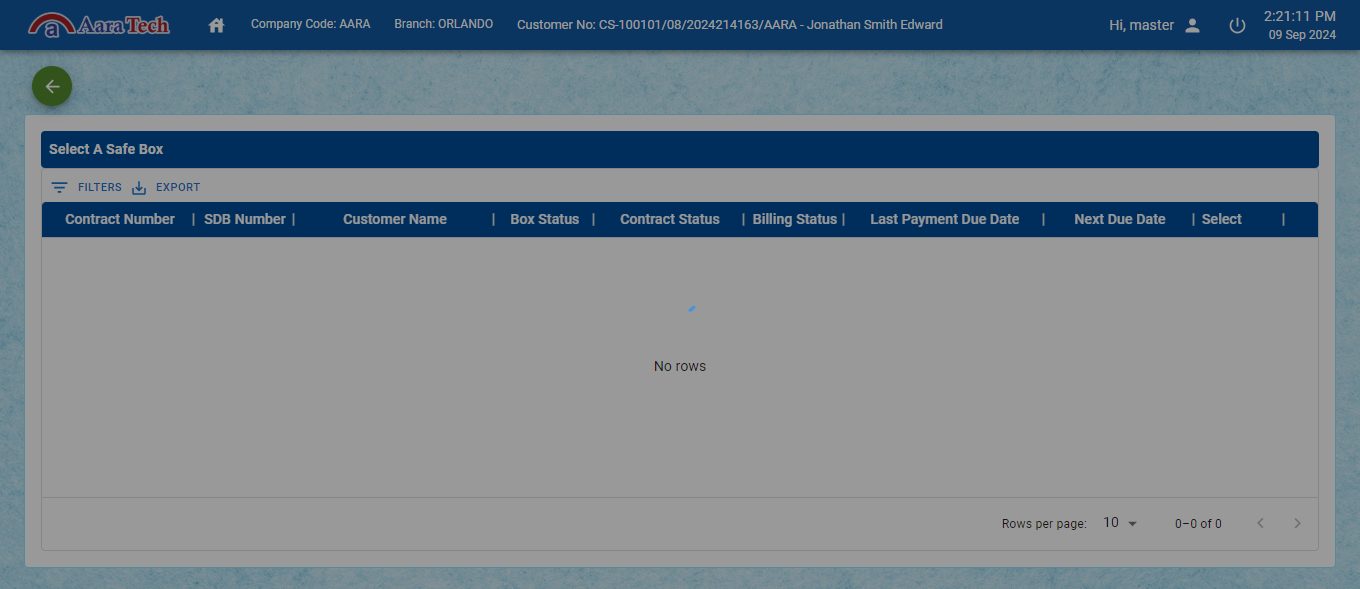 a AaraTech
Company Code: AARA Branch: ORLANDO Customer No: CS-100101/08/2024214163/AARA - Jonathan Smith Edward Hi, master 2:21:11 PM
09 Sep 2024
Select A Safe Box
FILTERS EXPORT
Contract Number | SDB Number | Customer Name | Box Status | Contract Status | Billing Status | Last Payment Due Date | Next Due Date | Select |
No rows
Rows per page: 10 0–0 of 0